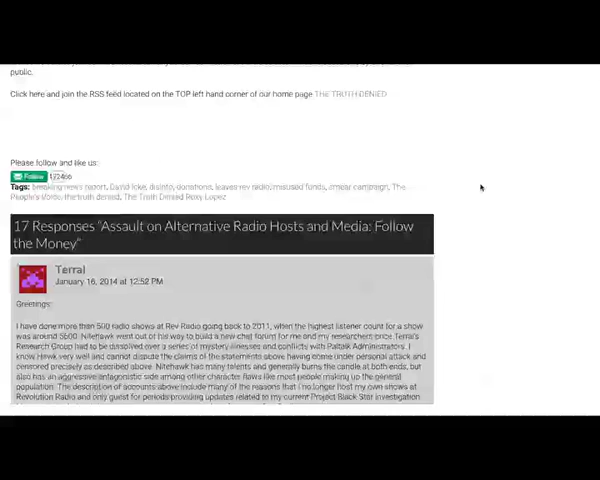 public.
Click here and join the RSS feed located on the TOP left hand corner of our home page THE TRUTH DENIED
Please follow and like us:
Follow
Tags: breaking news report, David Icke, disinfo, donations, leaves rev radio, misused funds, smear campaign, The
People's Voice, the truth denied, The Truth Denied Roxy Lopez
17 Responses "Assault on Alternative Radio Hosts and Media: Follow
the Money"
Terral
January 16, 2014 at 12:52 PM
Greetings:
I have done more than 500 radio shows at Rev Radio going back to 2011, when the highest listener count for a show
was around 5600. Nitehawk went out of his way to build a new chat forum for me and my researchers once Terral's
Research Group had to be dissolved over a series of mystery illnesses and conflicts with Paltalk Administrators. I
know Hawk very well and cannot dispute the claims of the statements above having come under personal attack and
censored precisely as described above. Nitehawk has many talents and generally burns the candle at both ends, but
also has an aggressive antagonistic side among other character flaws like most people making up the general
population. The description of accounts above include many of the reasons that I no longer host my own shows at
Revolution Radio and only guest for periods providing updates related to my current Project Black Star investigation